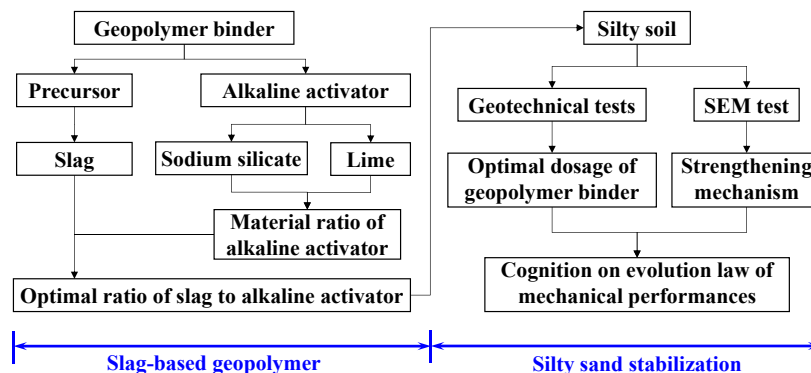 Geopolymer binder
Precursor
Alkaline activator
Slag
Sodium silicate
Lime
Material ratio of
alkaline activator
Optimal ratio of slag to alkaline activator
Slag-based geopolymer
Silty soil
Geotechnical tests
SEM test
Optimal dosage of
geopolymer binder
Strengthening
mechanism
Cognition on evolution law of
mechanical performances
Silty sand stabilization